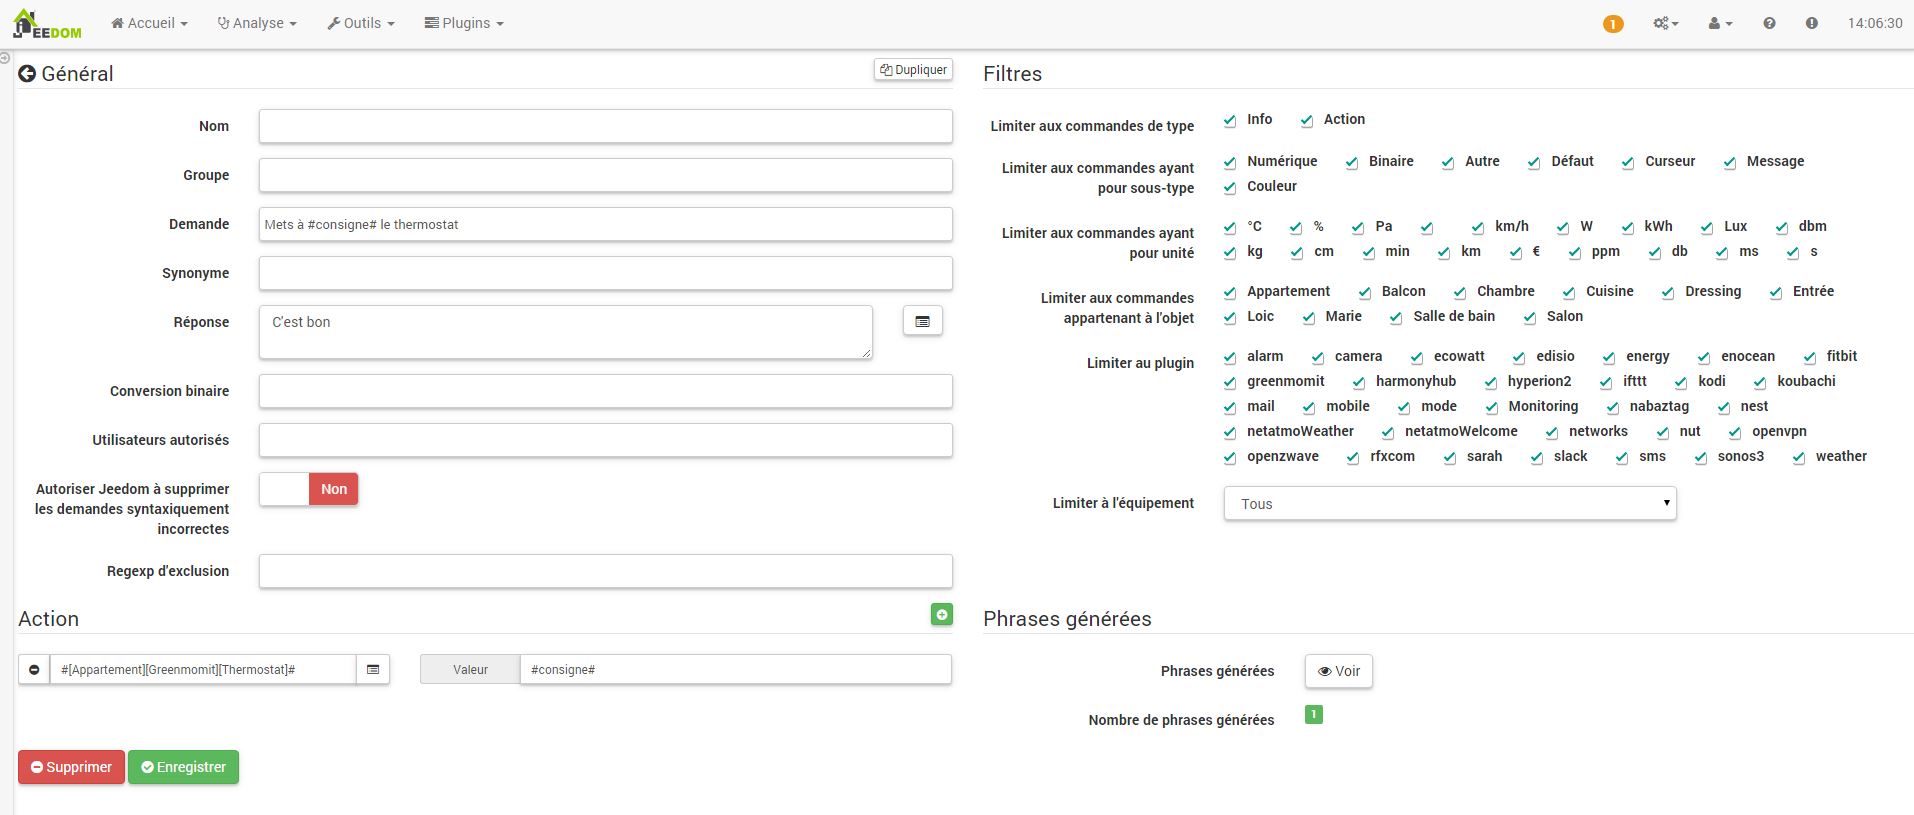 JEEDOM Accueil Analyse Outils Plugins 1 14:06:30
Général Dupliquer
Nom
Groupe
Demande Mets à #consigne# le thermostat
Synonyme
Réponse C'est bon
Conversion binaire
Utilisateurs autorisés
Autoriser Jeedom à supprimer
les demandes syntaxiquement
incorrectes
Non
Regexp d'exclusion
Action
#[Appartement][Greenmomit][Thermostat]# Valeur #consigne#
Supprimer Enregistrer
Filtres
Limiter aux commandes de type Info Action
Limiter aux commandes ayant
pour sous-type
Numérique Binaire Autre Défaut Curseur Message
Couleur
Limiter aux commandes ayant
pour unité
°C % Pa km/h W kWh Lux dbm
kg cm min km € ppm db ms s
Limiter aux commandes
appartenant à l'objet
Appartement Balcon Chambre Cuisine Dressing Entrée
Loic Marie Salle de bain Salon
Limiter au plugin
alarm camera ecowatt edisio energy enocean fitbit
greenmomit harmonyhub hyperion2 ifttt kodi koubachi
mail mobile mode Monitoring nabaztag nest
netatmoWeather netatmoWelcome networks nut openvpn
openzwave rfxcom sarah slack sms sonos3 weather
Limiter à l'équipement Tous
Phrases générées
Phrases générées Voir
Nombre de phrases générées 1